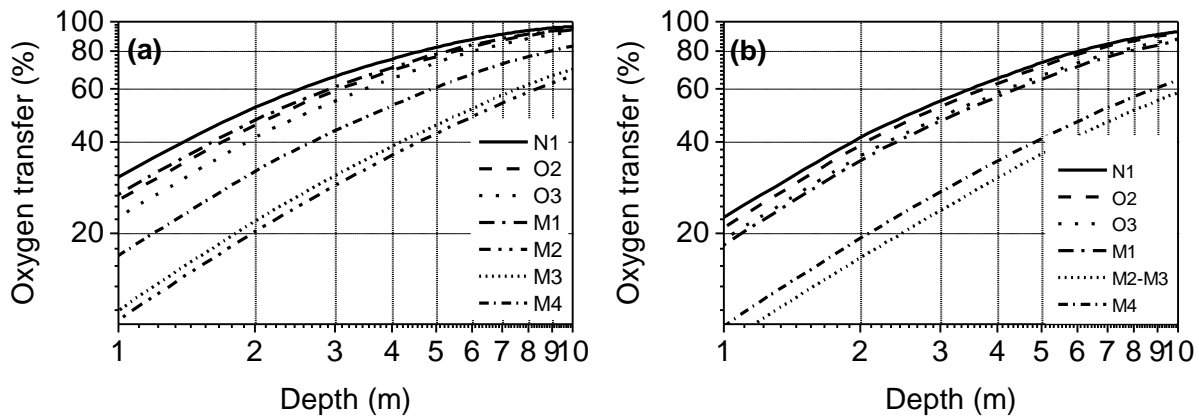 (a)
Oxygen transfer (%)
100
80
60
40
20
N1
O2
O3
M1
M2
M3
M4
1 2 3 4 5 6 7 8 9 10
Depth (m)
(b)
Oxygen transfer (%)
100
80
60
40
20
N1
O2
O3
M1
M2-M3
M4
1 2 3 4 5 6 7 8 9 10
Depth (m)